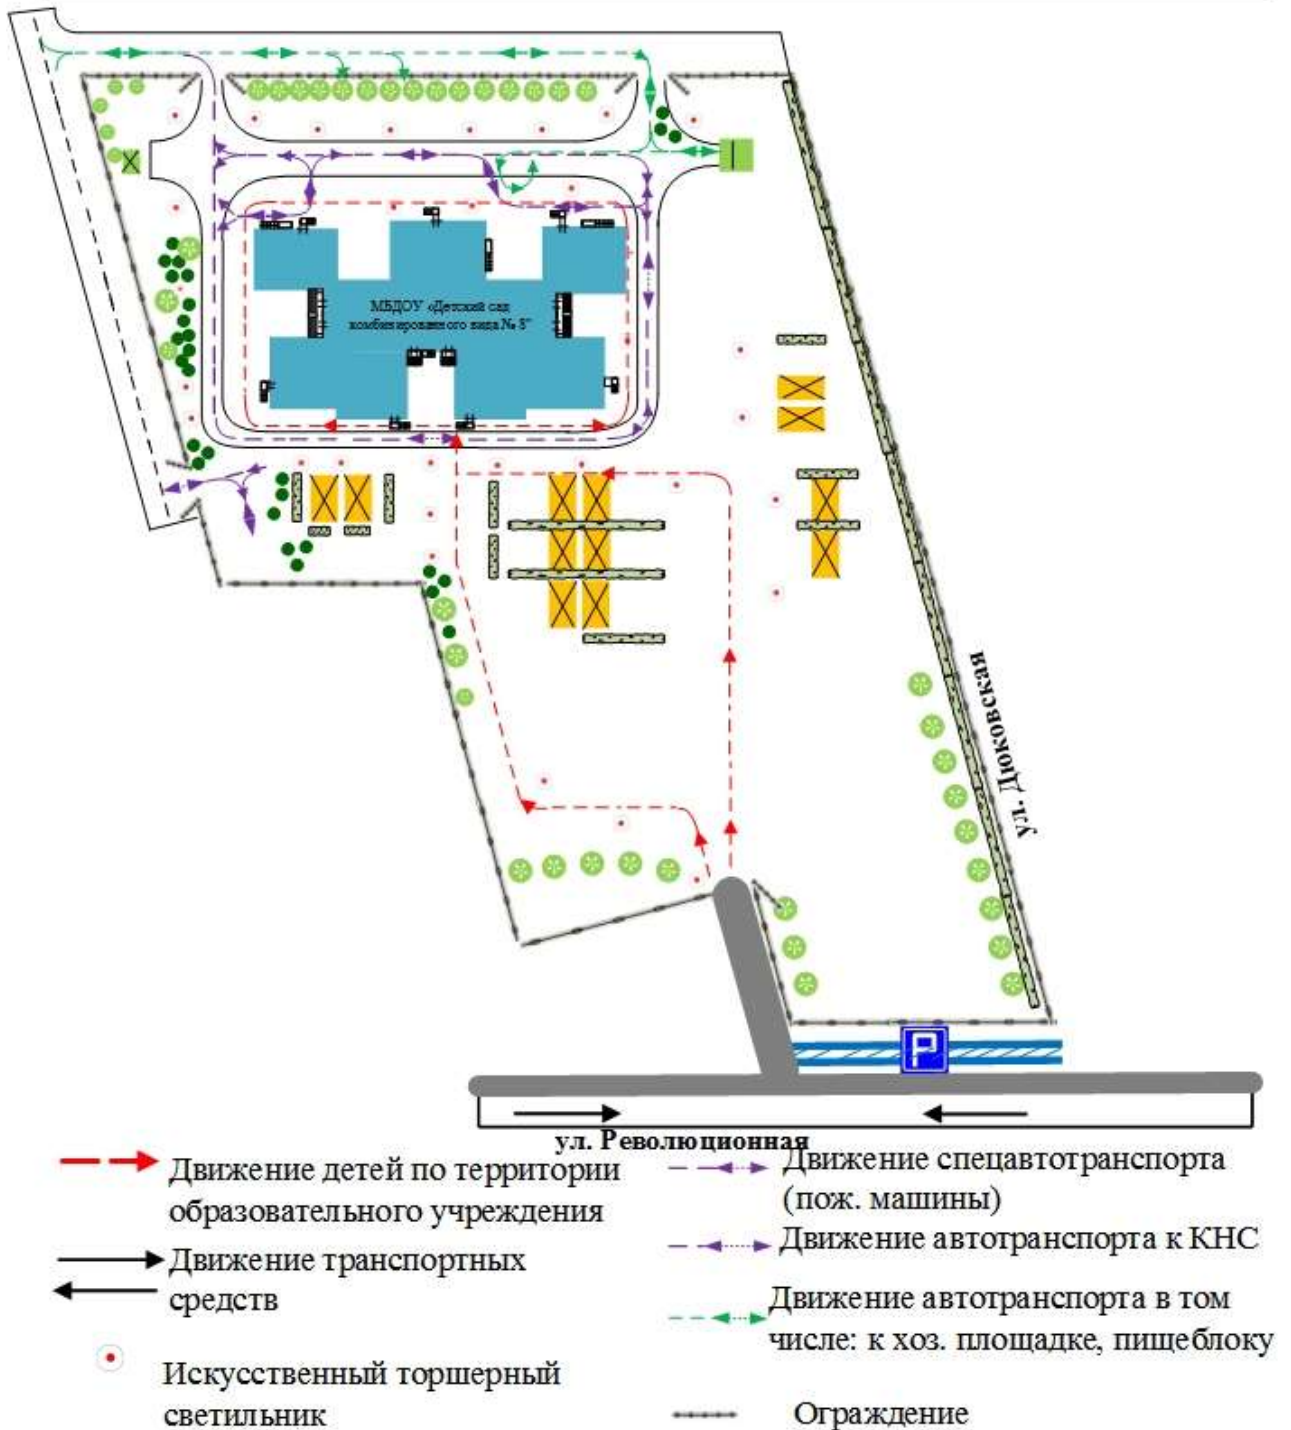 МБДОУ «Детский сад
комбинированного вида № 8"
ул. Дюковская
P
ул. Революционная
Движение детей по территории
образовательного учреждения
Движение транспортных
средств
Искусственный торшерный
светильник
Движение спецавтотранспорта
(пож. машины)
Движение автотранспорта к КНС
Движение автотранспорта в том
числе: к хоз. площадке, пищеблоку
Ограждение